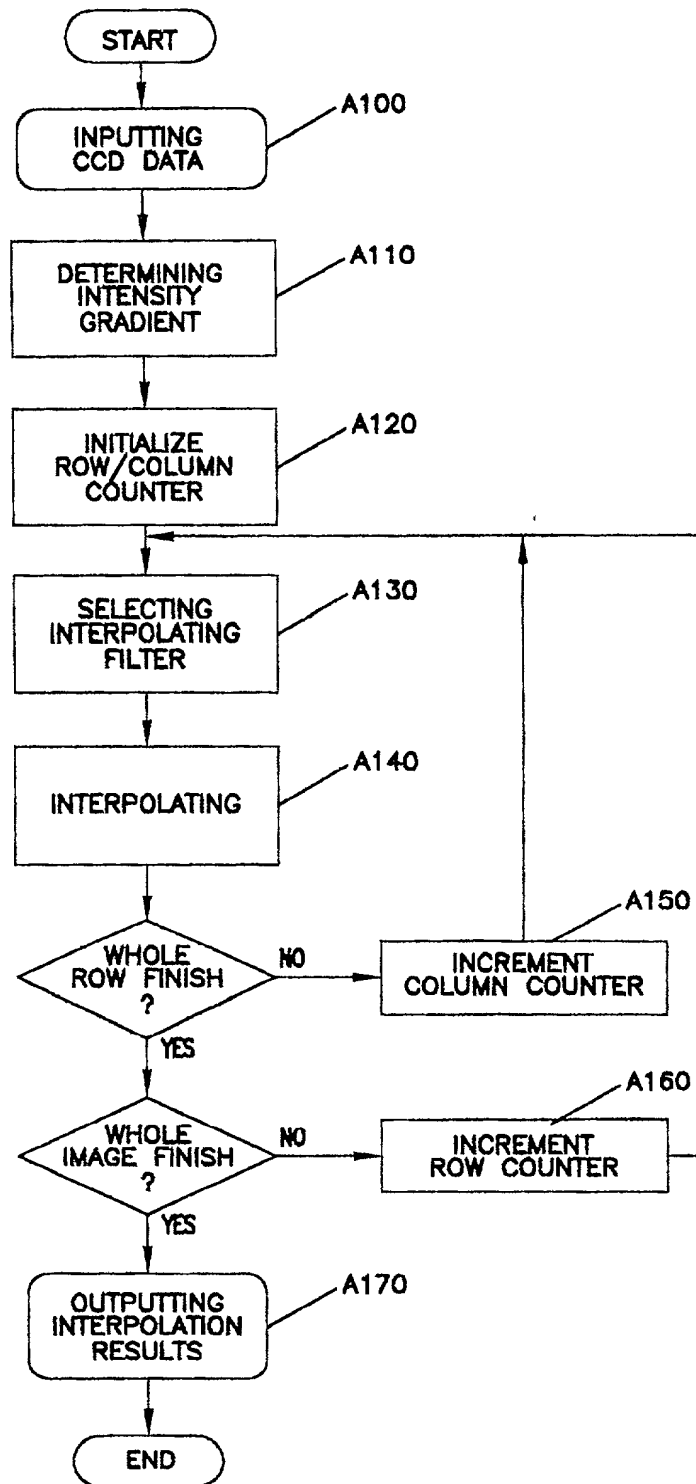 START
INPUTTING
CCD DATA
A100
DETERMINING
INTENSITY
GRADIENT
A110
INITIALIZE
ROW/COLUMN
COUNTER
A120
SELECTING
INTERPOLATING
FILTER
A130
INTERPOLATING
A140
WHOLE
ROW FINISH
?
NO
YES
INCREMENT
COLUMN COUNTER
A150
WHOLE
IMAGE FINISH
?
NO
YES
INCREMENT
ROW COUNTER
A160
OUTPUTTING
INTERPOLATION
RESULTS
A170
END